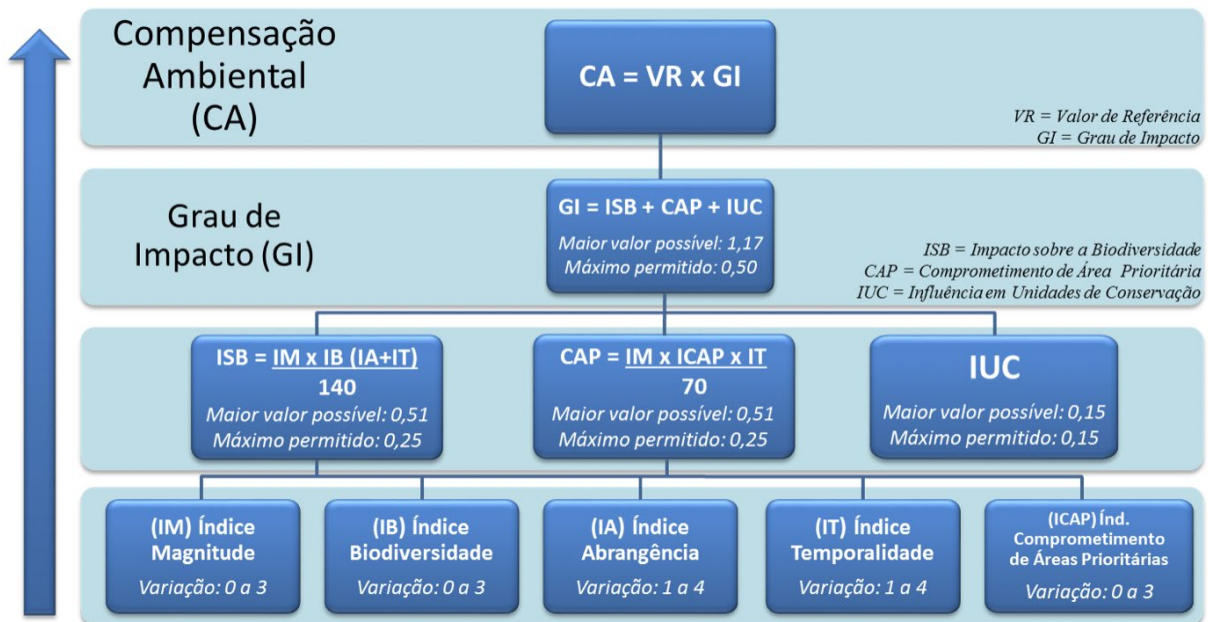 Compensação
Ambiental
(CA)
CA = VR x GI
VR = Valor de Referência
GI = Grau de Impacto
Grau de
Impacto (GI)
GI = ISB + CAP + IUC
Maior valor possível: 1,17
Máximo permitido: 0,50
ISB = Impacto sobre a Biodiversidade
CAP = Comprometimento de Área Prioritária
IUC = Influência em Unidades de Conservação
ISB = IM x IB (IA+IT)
140
Maior valor possível: 0,51
Máximo permitido: 0,25
CAP = IM x ICAP x IT
70
Maior valor possível: 0,51
Máximo permitido: 0,25
IUC
Maior valor possível: 0,15
Máximo permitido: 0,15
(IM) Índice
Magnitude
Variação: 0 a 3
(IB) Índice
Biodiversidade
Variação: 0 a 3
(IA) Índice
Abrangência
Variação: 1 a 4
(IT) Índice
Temporalidade
Variação: 1 a 4
(ICAP) Índ.
Comprometimento
de Áreas Prioritárias
Variação: 0 a 3